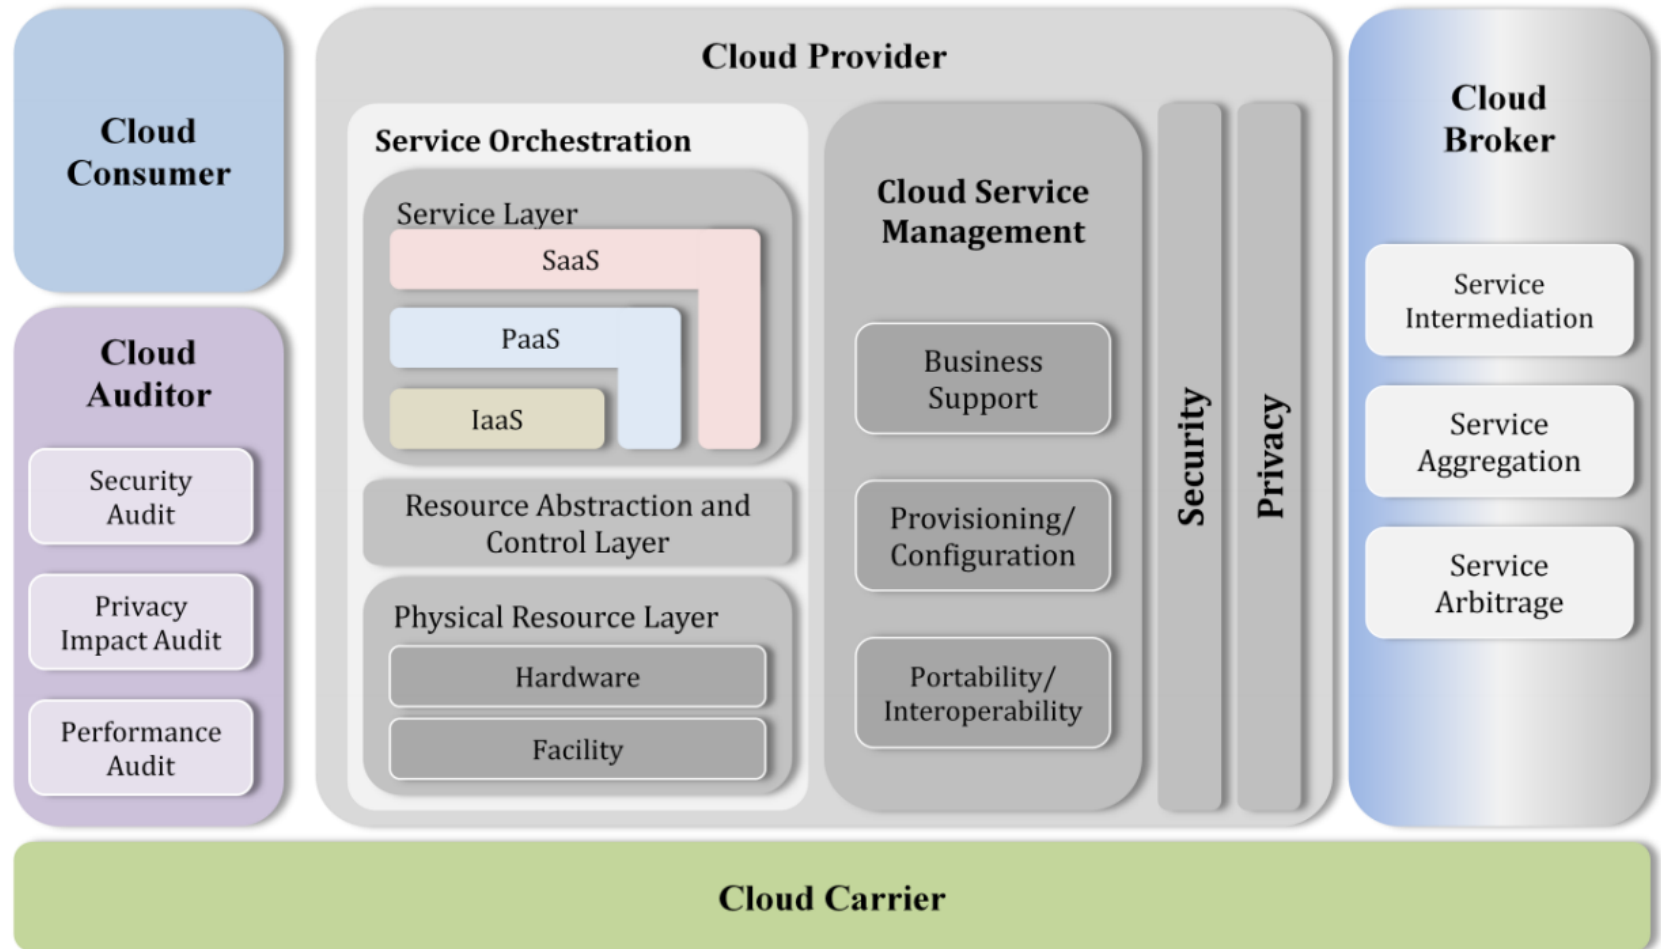 Cloud
Consumer
Cloud
Auditor
Security
Audit
Privacy
Impact Audit
Performance
Audit
Cloud Provider
Service Orchestration
Service Layer
SaaS
PaaS
IaaS
Resource Abstraction and
Control Layer
Physical Resource Layer
Hardware
Facility
Cloud Service
Management
Business
Support
Provisioning/
Configuration
Portability/
Interoperability
Security
Privacy
Cloud
Broker
Service
Intermediation
Service
Aggregation
Service
Arbitrage
Cloud Carrier